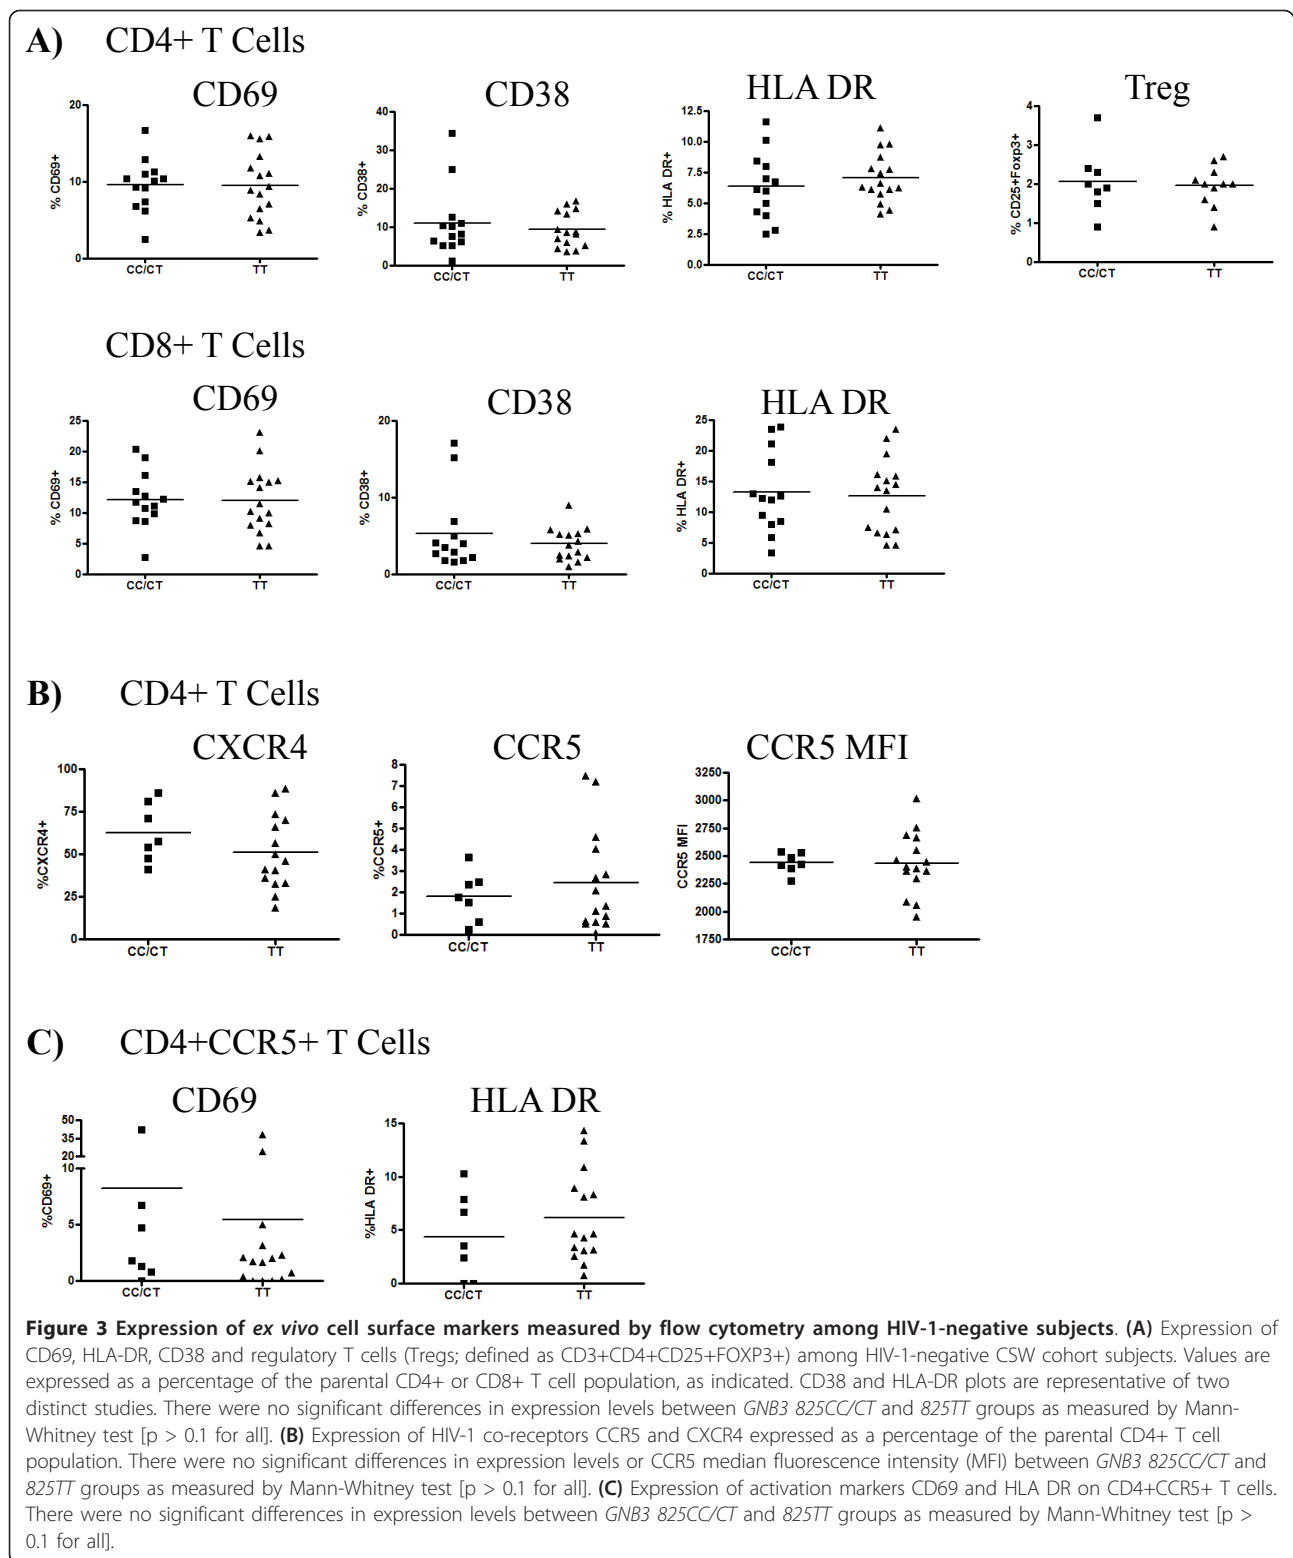 A) CD4+ T Cells
CD69
CD38
HLA DR
Treg
% CD69+
20
10
0
CC/CT TT
% CD38+
40
30
20
10
0
CC/CT TT
% HLA DR+
12.5
10.0
7.5
5.0
2.5
0.0
CC/CT TT
% CD25+Foxp3+
4
3
2
1
0
CC/CT TT
CD8+ T Cells
CD69
CD38
HLA DR
% CD69+
25
20
15
10
5
0
CC/CT TT
% CD38+
20
10
0
CC/CT TT
% HLA DR+
25
20
15
10
5
0
CC/CT TT
B) CD4+ T Cells
CXCR4
CCR5
CCR5 MFI
%CXCR4+
100
75
50
25
0
CC/CT TT
%CCR5+
8
7
6
5
4
3
2
1
0
CC/CT TT
CCR5 MFI
3250
3000
2750
2500
2250
2000
1750
CC/CT TT
C) CD4+CCR5+ T Cells
CD69
HLA DR
%CD69+
50
35
20
10
5
0
CC/CT TT
%HLA DR+
15
10
5
0
CC/CT TT
Figure 3 Expression of ex vivo cell surface markers measured by flow cytometry among HIV-1-negative subjects. (A) Expression of
CD69, HLA-DR, CD38 and regulatory T cells (Tregs; defined as CD3+CD4+CD25+FOXP3+) among HIV-1-negative CSW cohort subjects. Values are
expressed as a percentage of the parental CD4+ or CD8+ T cell population, as indicated. CD38 and HLA-DR plots are representative of two
distinct studies. There were no significant differences in expression levels between GNB3 825CC/CT and 825TT groups as measured by Mann-
Whitney test [p > 0.1 for all]. (B) Expression of HIV-1 co-receptors CCR5 and CXCR4 expressed as a percentage of the parental CD4+ T cell
population. There were no significant differences in expression levels or CCR5 median fluorescence intensity (MFI) between GNB3 825CC/CT and
825TT groups as measured by Mann-Whitney test [p > 0.1 for all]. (C) Expression of activation markers CD69 and HLA DR on CD4+CCR5+ T cells.
There were no significant differences in expression levels between GNB3 825CC/CT and 825TT groups as measured by Mann-Whitney test [p >
0.1 for all].